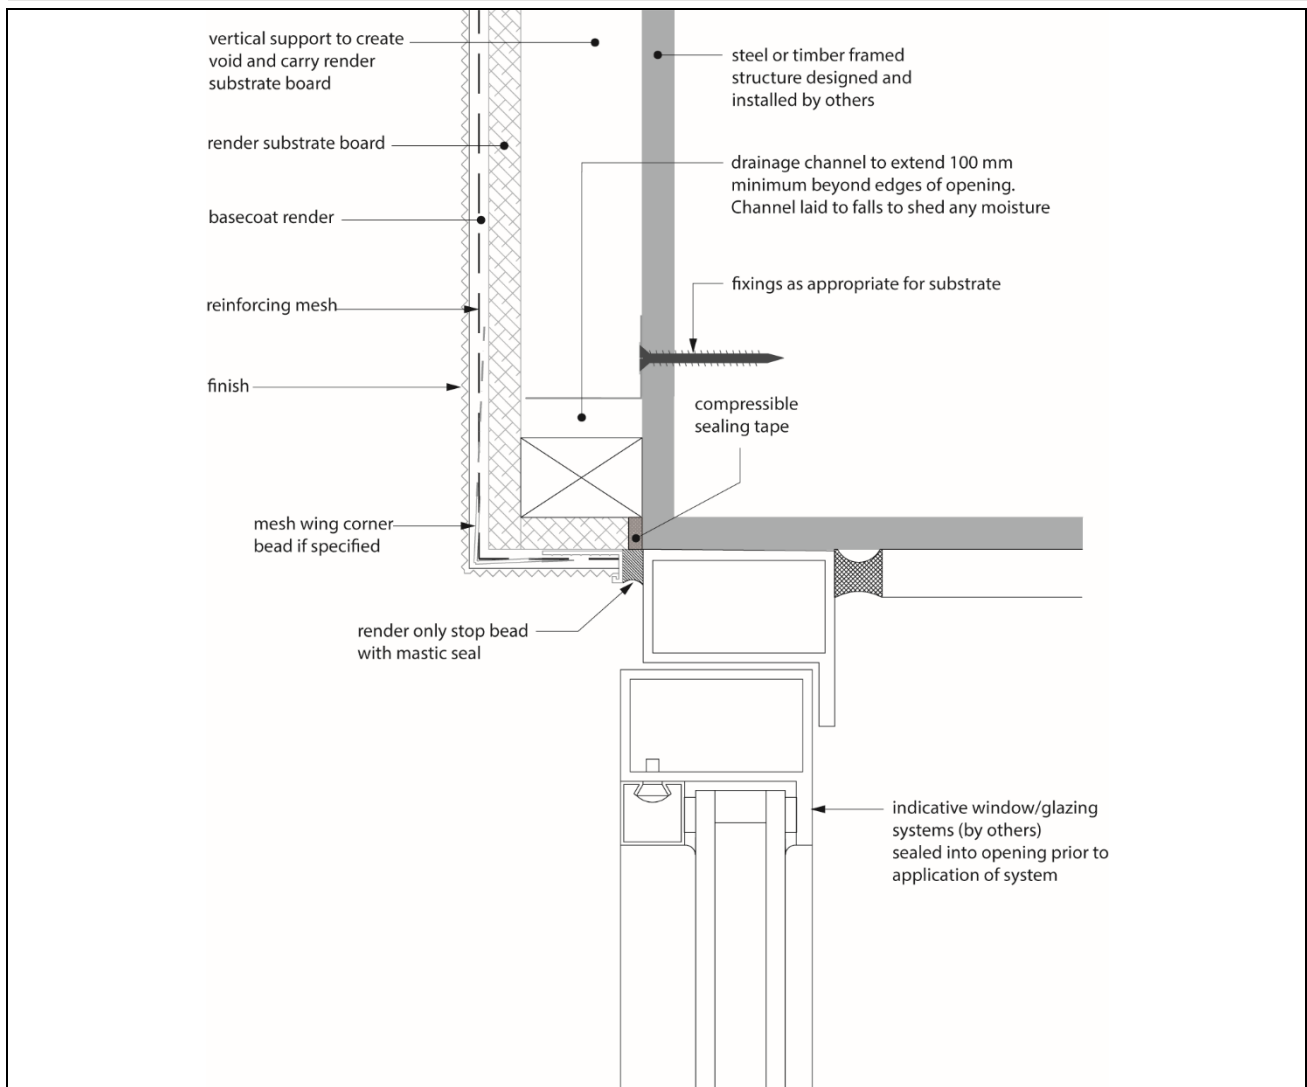 vertical support to create
void and carry render
substrate board
steel or timber framed
structure designed and
installed by others
render substrate board
drainage channel to extend 100 mm
minimum beyond edges of opening.
Channel laid to falls to shed any moisture
basecoat render
fixings as appropriate for substrate
reinforcing mesh
finish
compressible
sealing tape
mesh wing corner
bead if specified
render only stop bead
with mastic seal
indicative window/glazing
systems (by others)
sealed into opening prior to
application of system